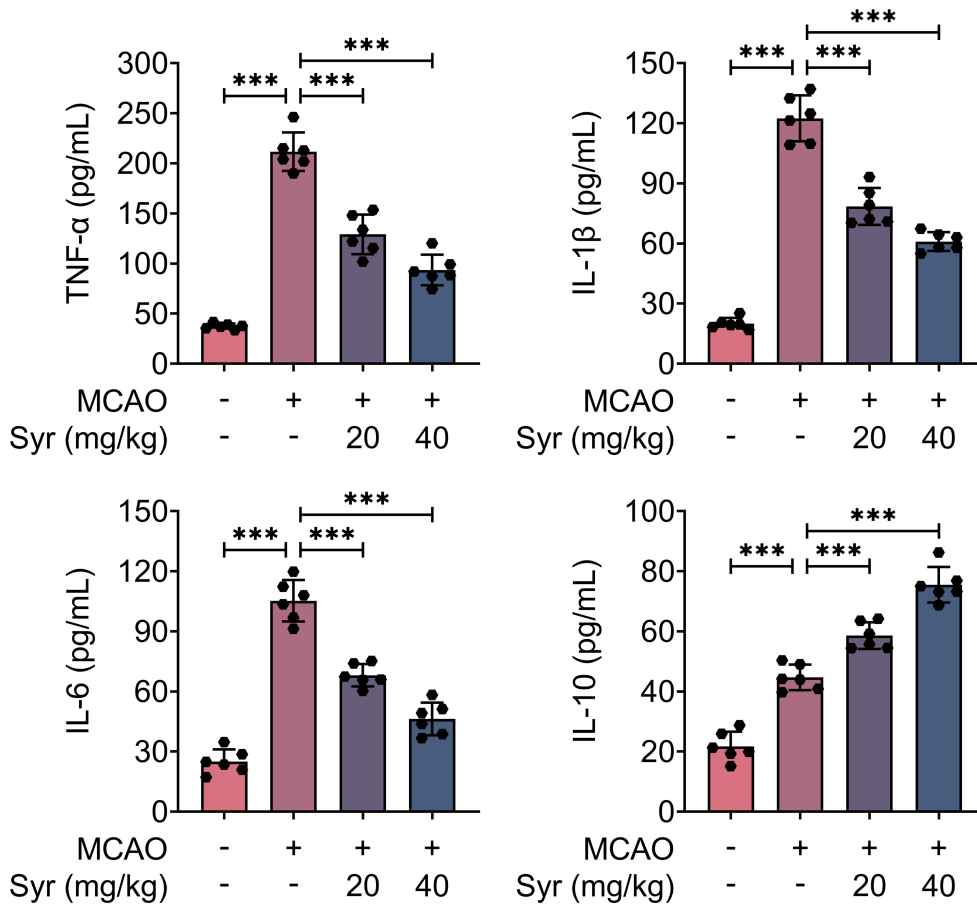 TNF-α (pg/mL)
300
250
200
150
100
50
0
*** *** ***
MCAO - + + +
Syr (mg/kg) - - 20 40
IL-1β (pg/mL)
150
120
90
60
30
0
*** *** ***
MCAO - + + +
Syr (mg/kg) - - 20 40
IL-6 (pg/mL)
150
120
90
60
30
0
*** *** ***
MCAO - + + +
Syr (mg/kg) - - 20 40
IL-10 (pg/mL)
100
80
60
40
20
0
*** *** ***
MCAO - + + +
Syr (mg/kg) - - 20 40